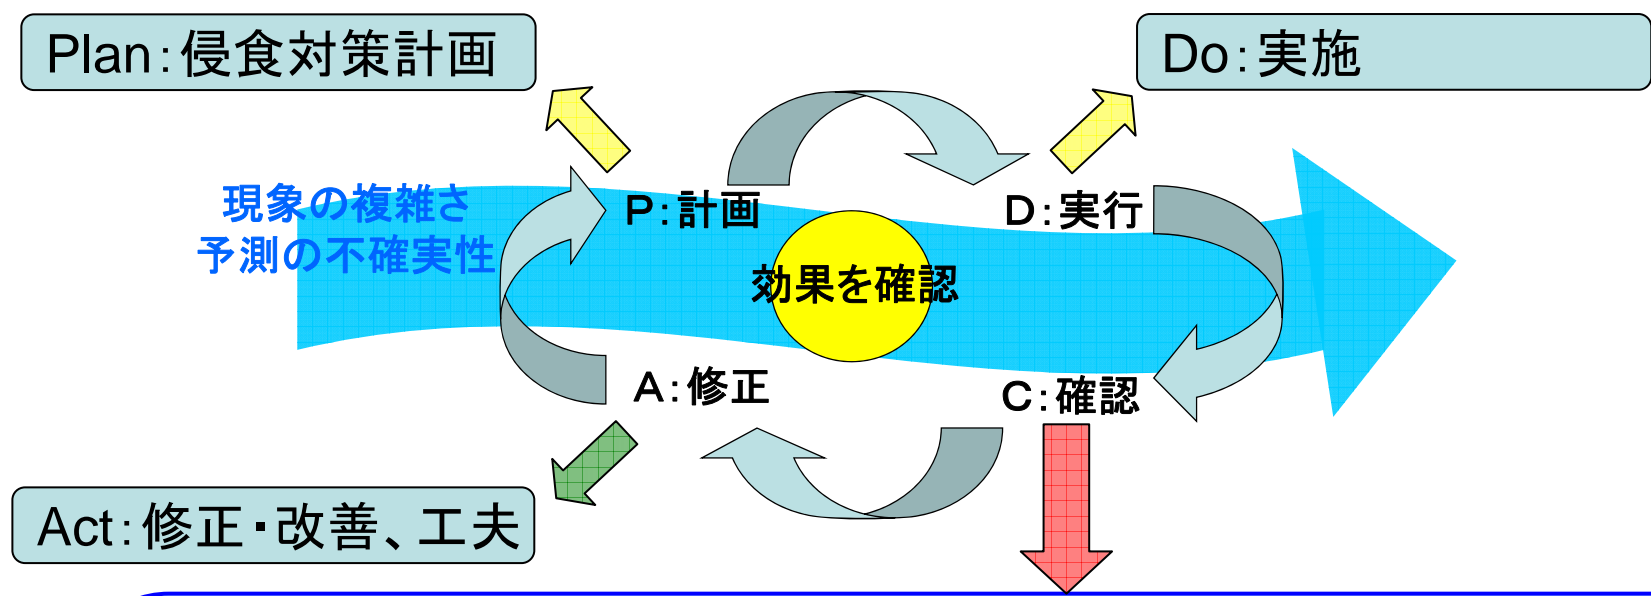 Plan:侵食対策計画
Do:実施
現象の複雑さ
予測の不確実性
P:計画
D:実行
効果を確認
A:修正
C:確認
Act:修正・改善、工夫